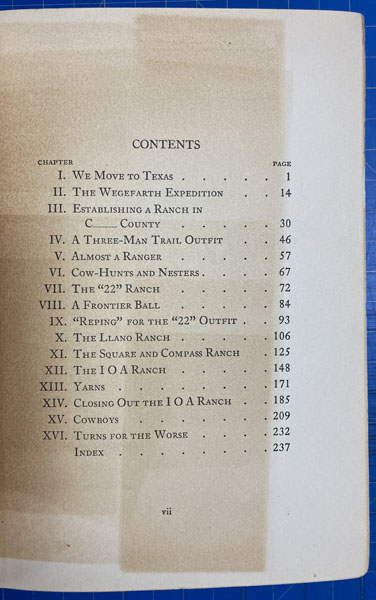 CONTENTS
CHAPTER PAGE
I. WE MOVE TO TEXAS . . . . . 1
II. THE WEGEFARTH EXPEDITION . . 14
III. ESTABLISHING A RANCH IN
C____ COUNTY . . . . . 30
IV. A THREE-MAN TRAIL OUTFIT . . 46
V. ALMOST A RANGER . . . . . 57
VI. COW-HUNTS AND NESTERS . . . . 67
VII. THE "22" RANCH . . . . . 72
VIII. A FRONTIER BALL . . . . . 84
IX. "REPING" FOR THE "22" OUTFIT . . 93
X. THE LLANO RANCH . . . . . 106
XI. THE SQUARE AND COMPASS RANCH . 125
XII. THE I O A RANCH . . . . . 148
XIII. YARNS . . . . . . . . 171
XIV. CLOSING OUT THE I O A RANCH . . 185
XV. COWBOYS . . . . . . . 209
XVI. TURNS FOR THE WORSE . . . . 232
INDEX . . . . . . . . 237
vii